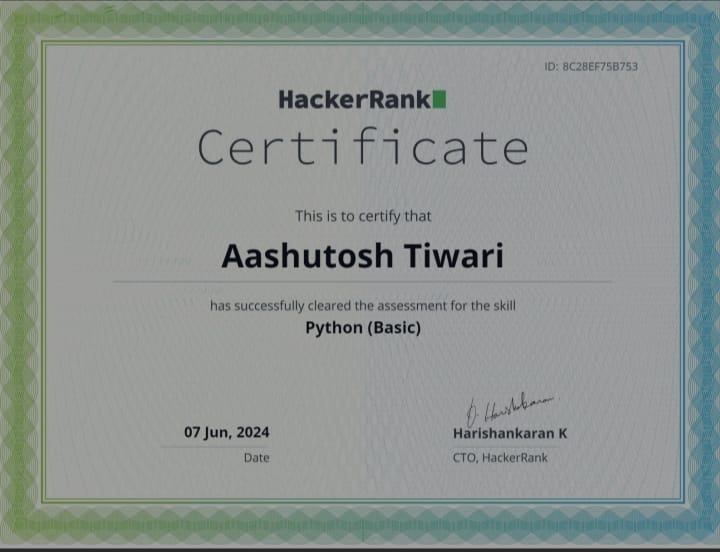 ID: 8C28EF75B753
HackerRank
Certificate
This is to certify that
Aashutosh Tiwari
has successfully cleared the assessment for the skill
Python (Basic)
07 Jun, 2024
Date
Harishankaran K
CTO, HackerRank